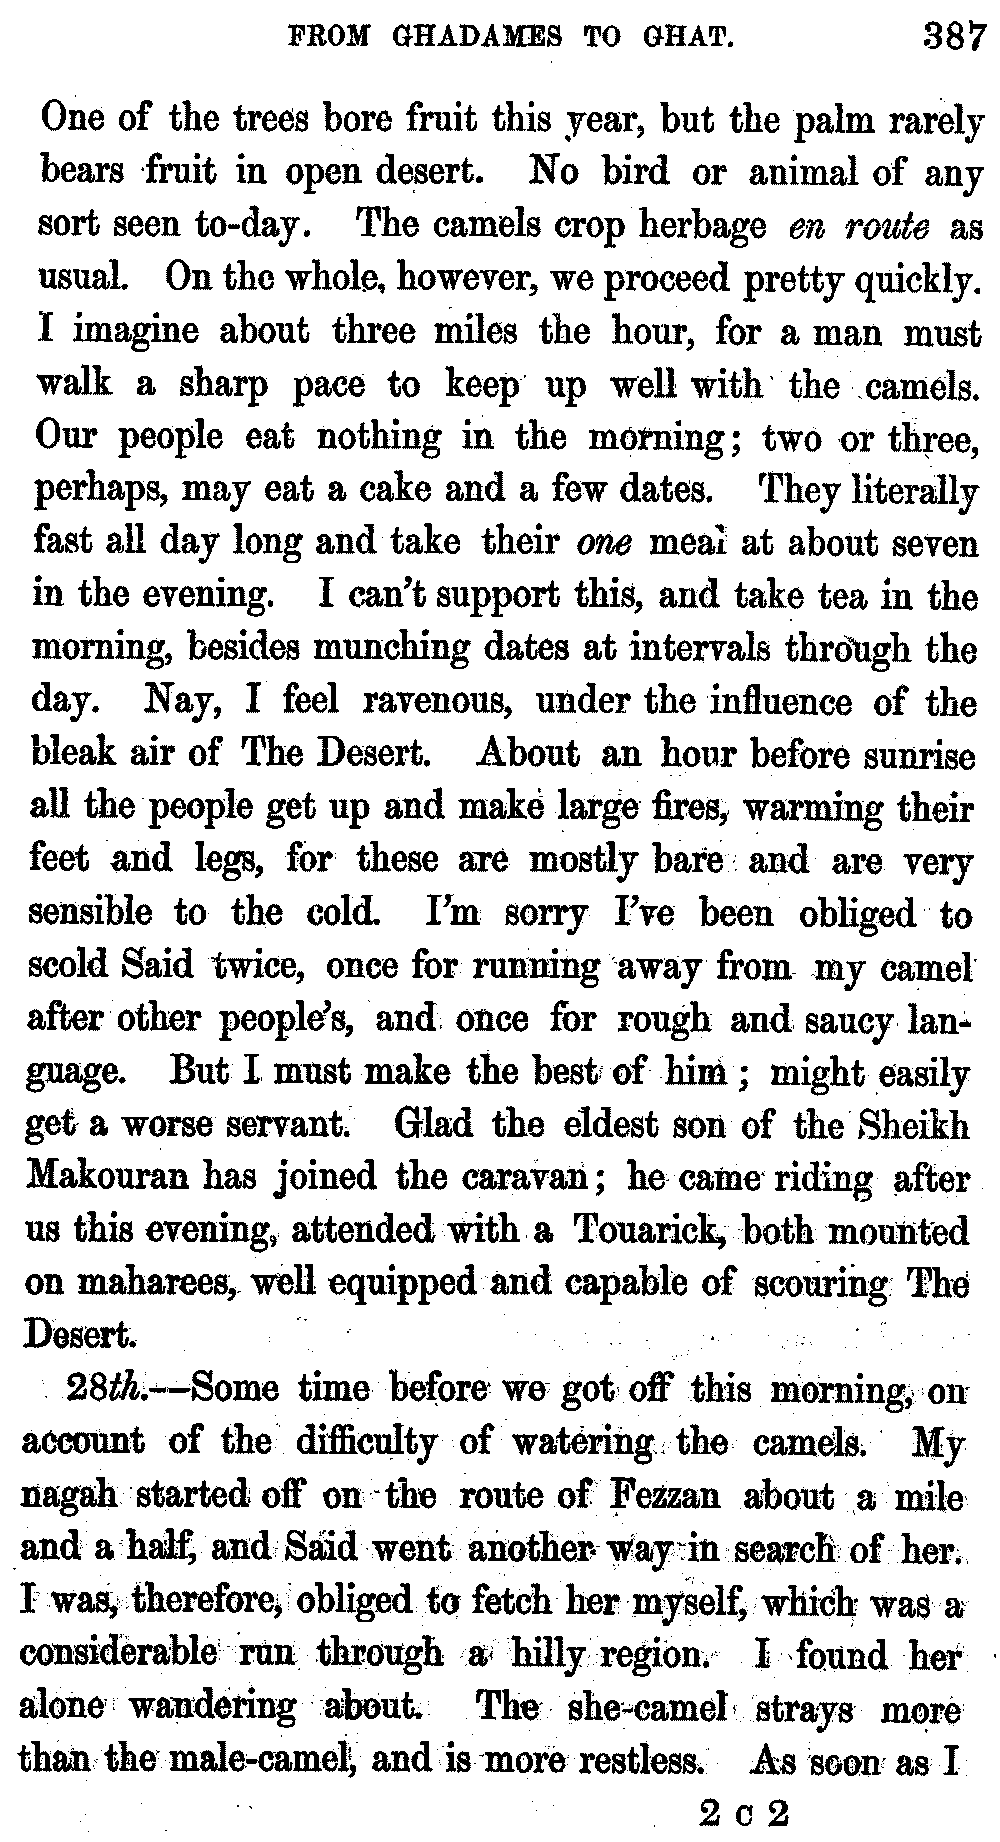 FROM GHADAMES TO GHAT. 387
One of the trees bore fruit this year, but the palm rarely
bears fruit in open desert. No bird or animal of any
sort seen to-day. The camels crop herbage en route as
usual. On the whole, however, we proceed pretty quickly.
I imagine about three miles the hour, for a man must
walk a sharp pace to keep up well with the camels.
Our people eat nothing in the morning; two or three,
perhaps, may eat a cake and a few dates. They literally
fast all day long and take their one meal at about seven
in the evening. I can't support this, and take tea in the
morning, besides munching dates at intervals through the
day. Nay, I feel ravenous, under the influence of the
bleak air of The Desert. About an hour before sunrise
all the people get up and make large fires, warming their
feet and legs, for these are mostly bare and are very
sensible to the cold. I'm sorry I've been obliged to
scold Said twice, once for running away from my camel
after other people's, and once for rough and saucy lan-
guage. But I must make the best of him; might easily
get a worse servant. Glad the eldest son of the Sheikh
Makouran has joined the caravan; he came riding after
us this evening, attended with a Touarick, both mounted
on maharees, well equipped and capable of scouring The
Desert.
28th.—Some time before we got off this morning, on
account of the difficulty of watering the camels. My
nagah started off on the route of Fezzan about a mile
and a half, and Said went another way in search of her.
I was, therefore, obliged to fetch her myself, which was a
considerable run through a hilly region. I found her
alone wandering about. The she-camel strays more
than the male-camel, and is more restless. As soon as I
2 C 2